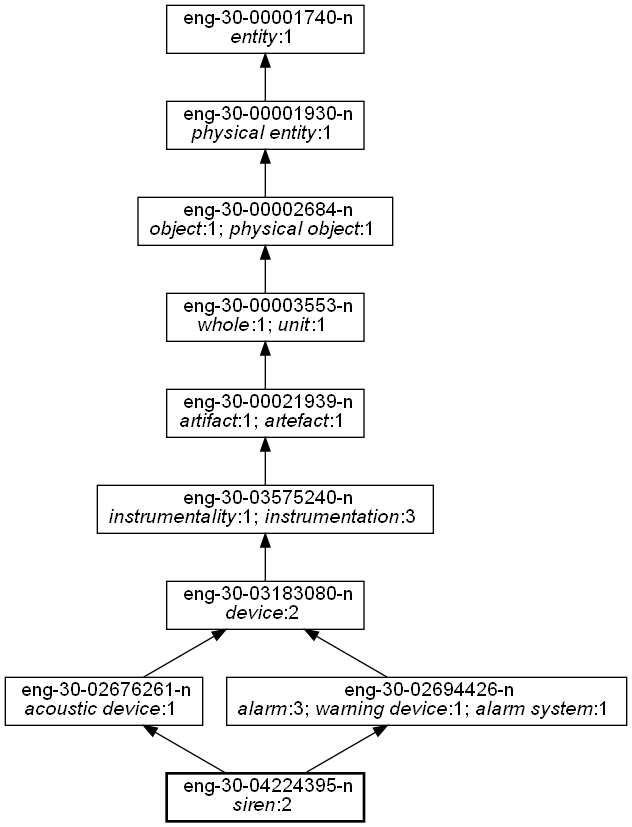 eng-30-00001740-n
entity:1
eng-30-00001930-n
physical entity:1
eng-30-00002684-n
object:1; physical object:1
eng-30-00003553-n
whole:1; unit:1
eng-30-00021939-n
artifact:1; artefact:1
eng-30-03575240-n
instrumentality:1; instrumentation:3
eng-30-03183080-n
device:2
eng-30-02676261-n
acoustic device:1
eng-30-02694426-n
alarm:3; warning device:1; alarm system:1
eng-30-04224395-n
siren:2